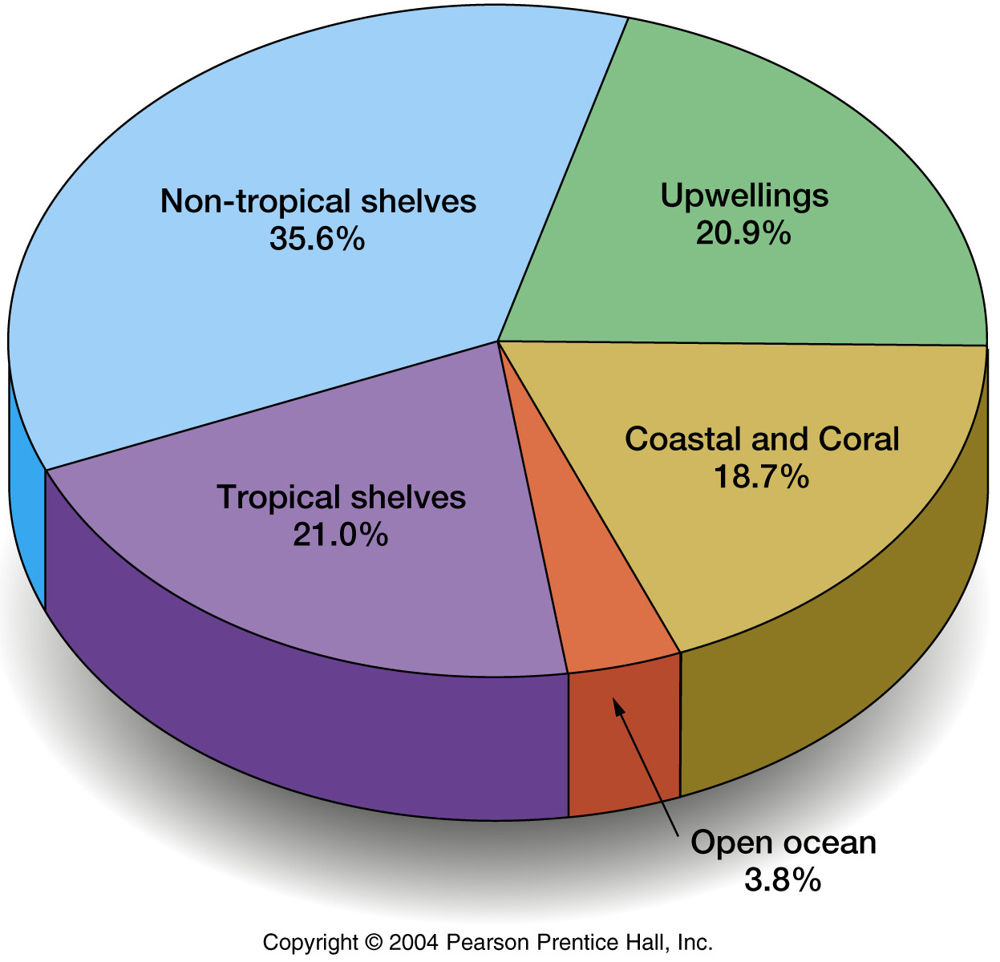 Non-tropical shelves
35.6%
Upwellings
20.9%
Coastal and Coral
18.7%
Tropical shelves
21.0%
Open ocean
3.8%
Copyright © 2004 Pearson Prentice Hall, Inc.